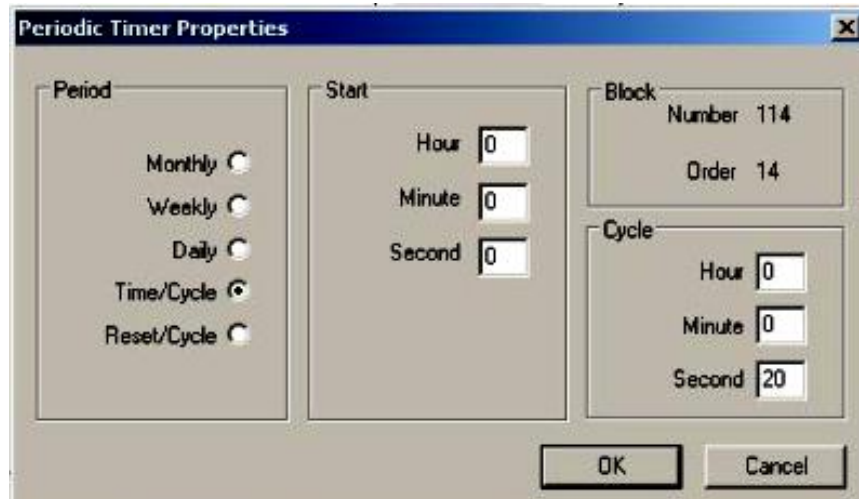 Periodic Timer Properties
Period
Monthly
Weekly
Daily
Time/Cycle
Reset/Cycle
Start
Hour 0
Minute 0
Second 0
Block
Number 114
Order 14
Cycle
Hour 0
Minute 0
Second 20
OK
Cancel